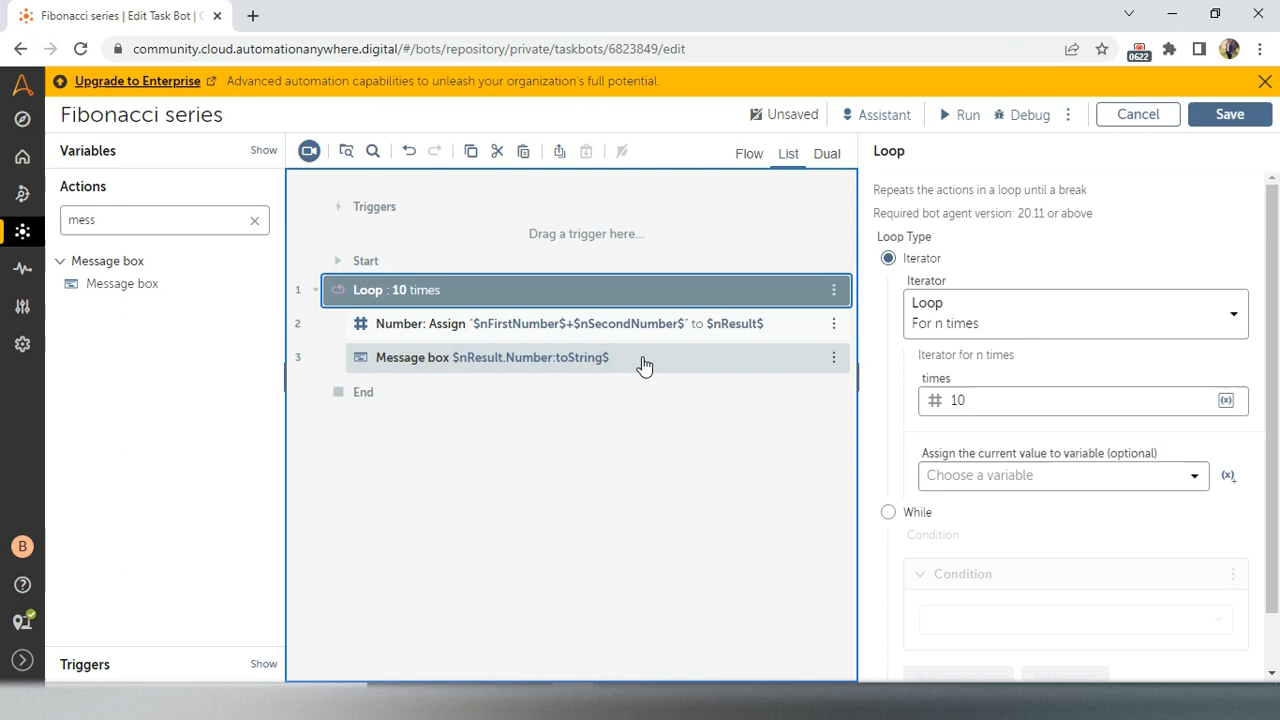 Fibonacci series | Edit Task Bot |
community.cloud.automationanywhere.digital/#/bots/repository/private/taskbots/6823849/edit
0622
Upgrade to Enterprise Advanced automation capabilities to unleash your organization's full potential.
Fibonacci series
Unsaved Assistant Run Debug Cancel Save
Variables Show
Flow List Dual
Loop
Actions
mess
Message box
Message box
Triggers
Drag a trigger here...
Start
1 Loop : 10 times
2 Number: Assign "$nFirstNumber$+$nSecondNumber$" to $nResult$
3 Message box $nResult.Number:toString$
End
Repeats the actions in a loop until a break
Required bot agent version: 20.11 or above
Loop Type
Iterator
Iterator
Loop
For n times
Iterator for n times
times
10
(x)
Assign the current value to variable (optional)
Choose a variable
(x)+
While
Condition
Condition
B
Triggers Show